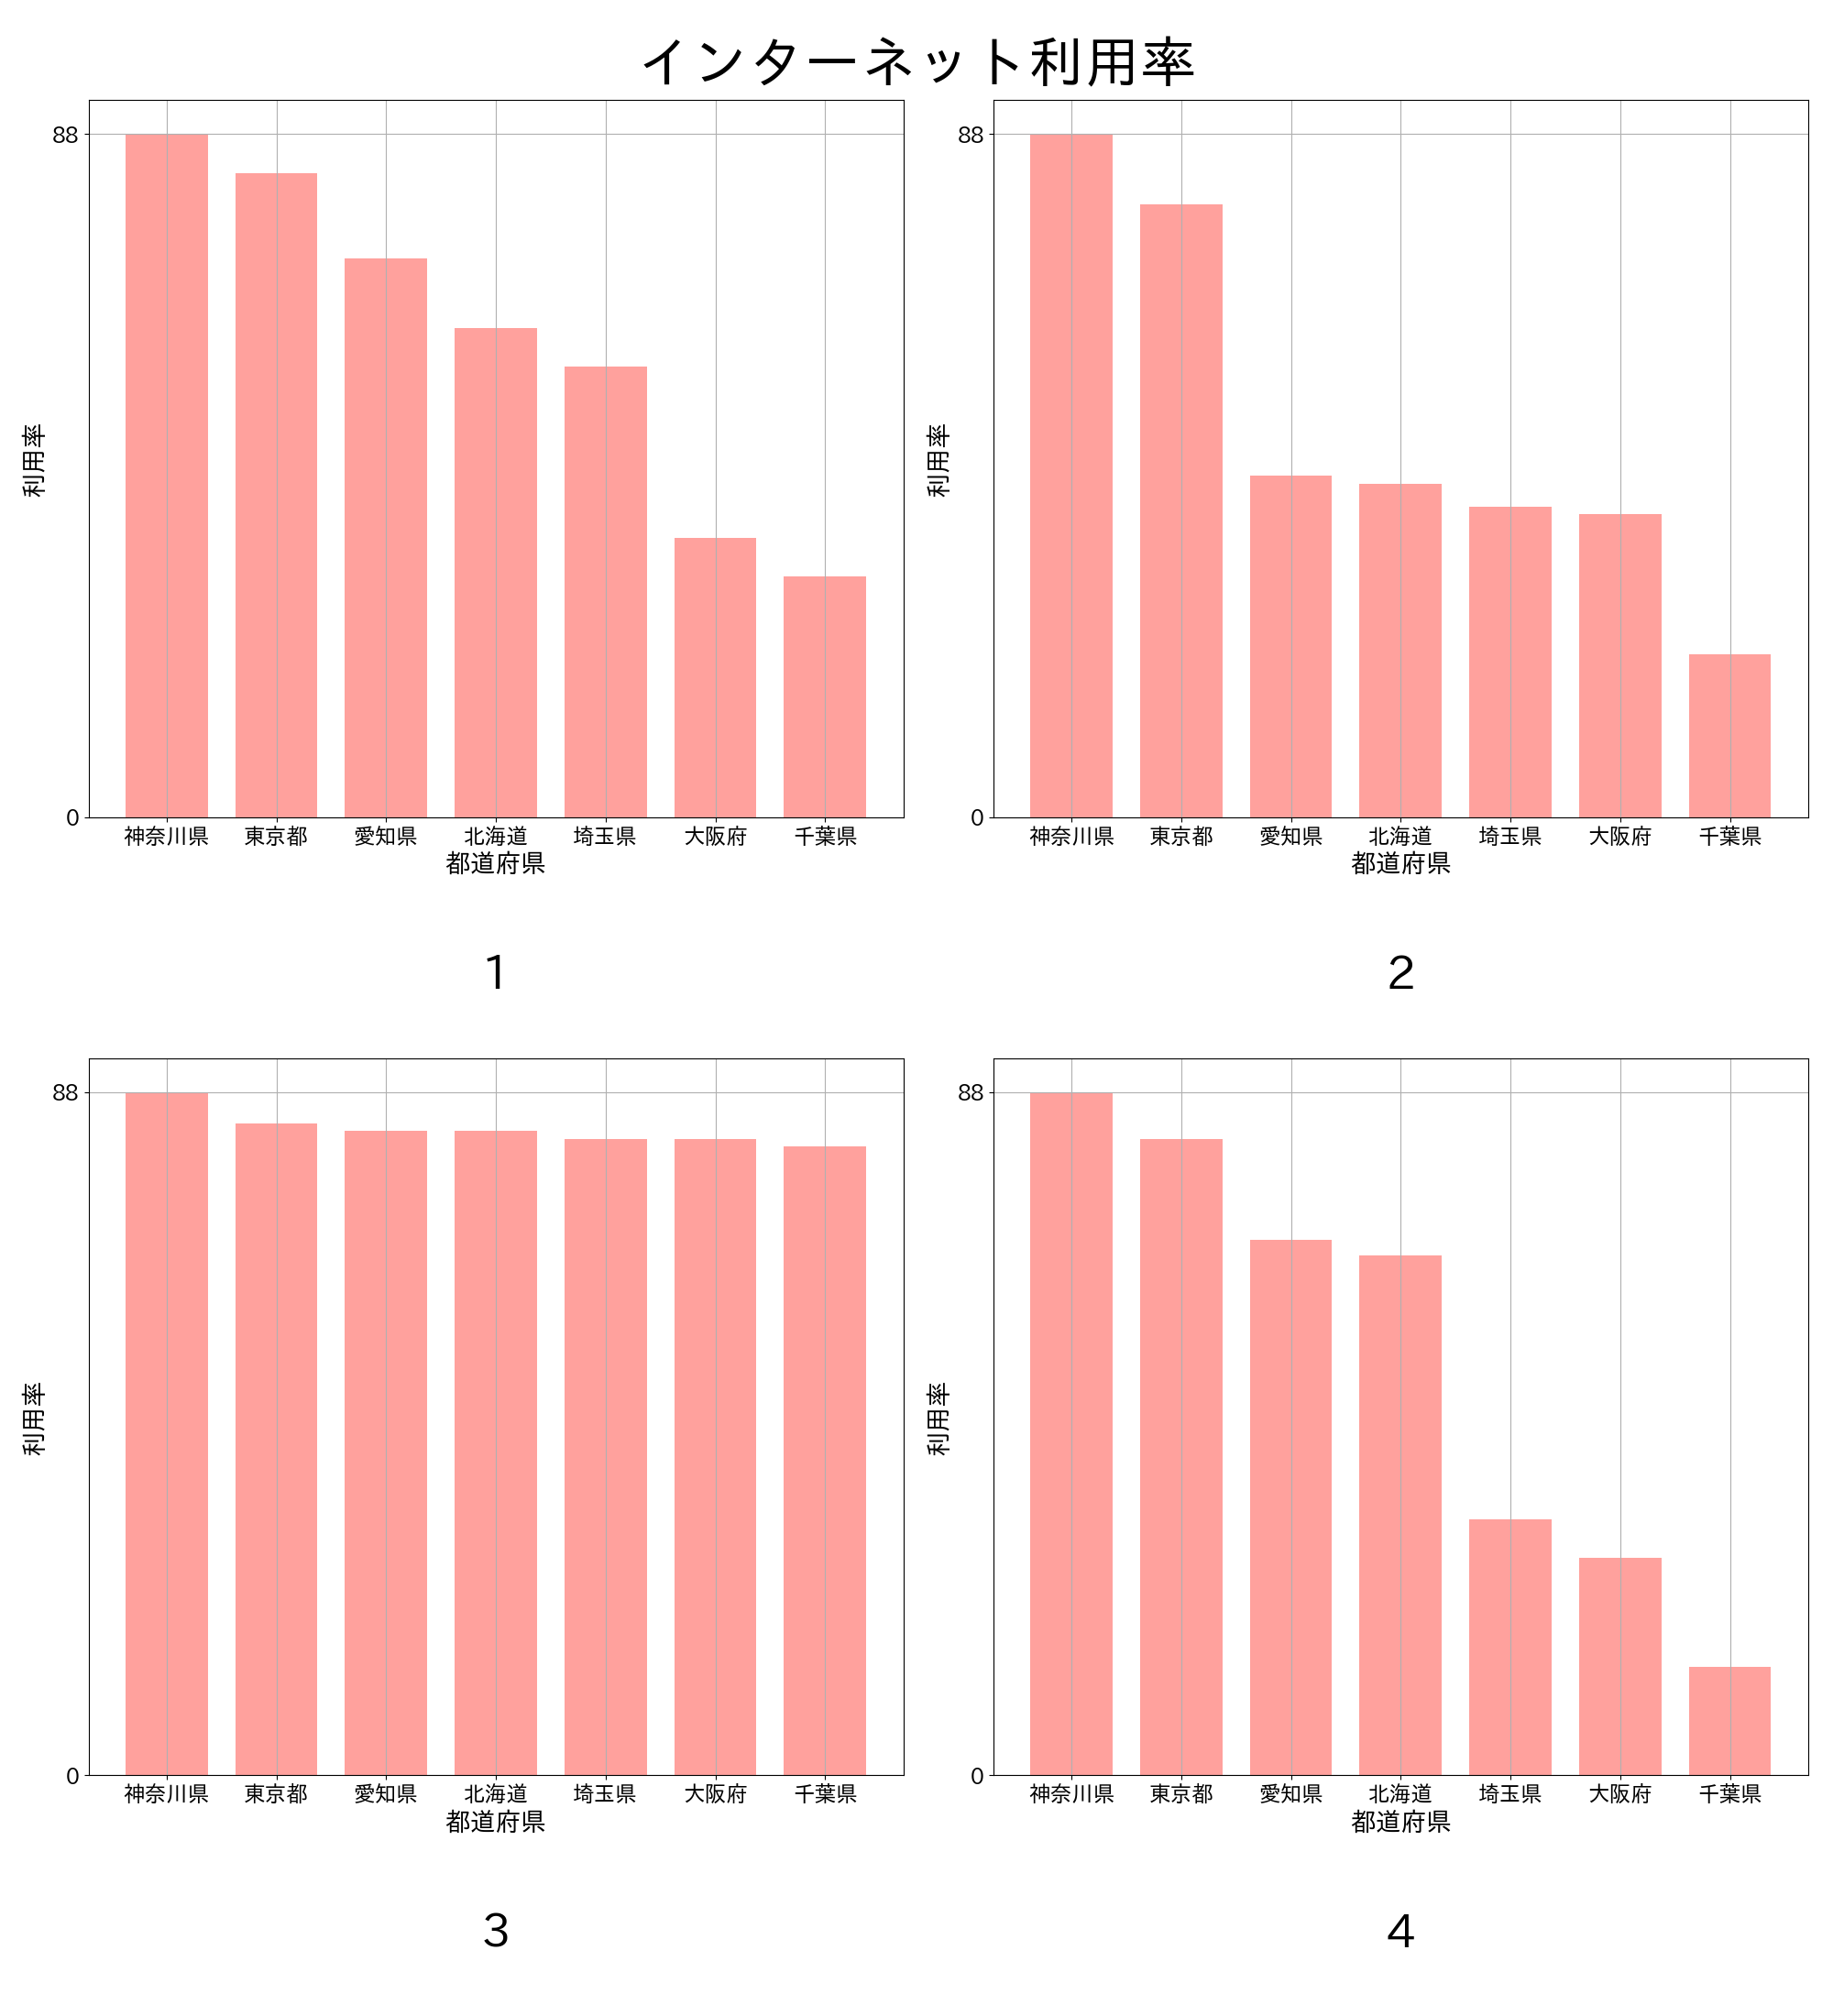 インターネット利用率
88
0
利用率
神奈川県 東京都 愛知県 北海道 埼玉県 大阪府 千葉県
都道府県
1
88
0
利用率
神奈川県 東京都 愛知県 北海道 埼玉県 大阪府 千葉県
都道府県
2
88
0
利用率
神奈川県 東京都 愛知県 北海道 埼玉県 大阪府 千葉県
都道府県
3
88
0
利用率
神奈川県 東京都 愛知県 北海道 埼玉県 大阪府 千葉県
都道府県
4